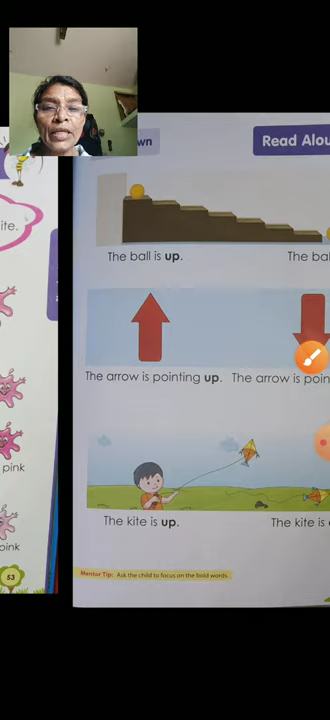 wn
Read Alou
ite.
The ball is up.
The bal
The arrow is pointing up.
The arrow is poin
pink
The kite is up.
The kite is
pink
Mentor Tip: Ask the child to focus on the bold words.
53